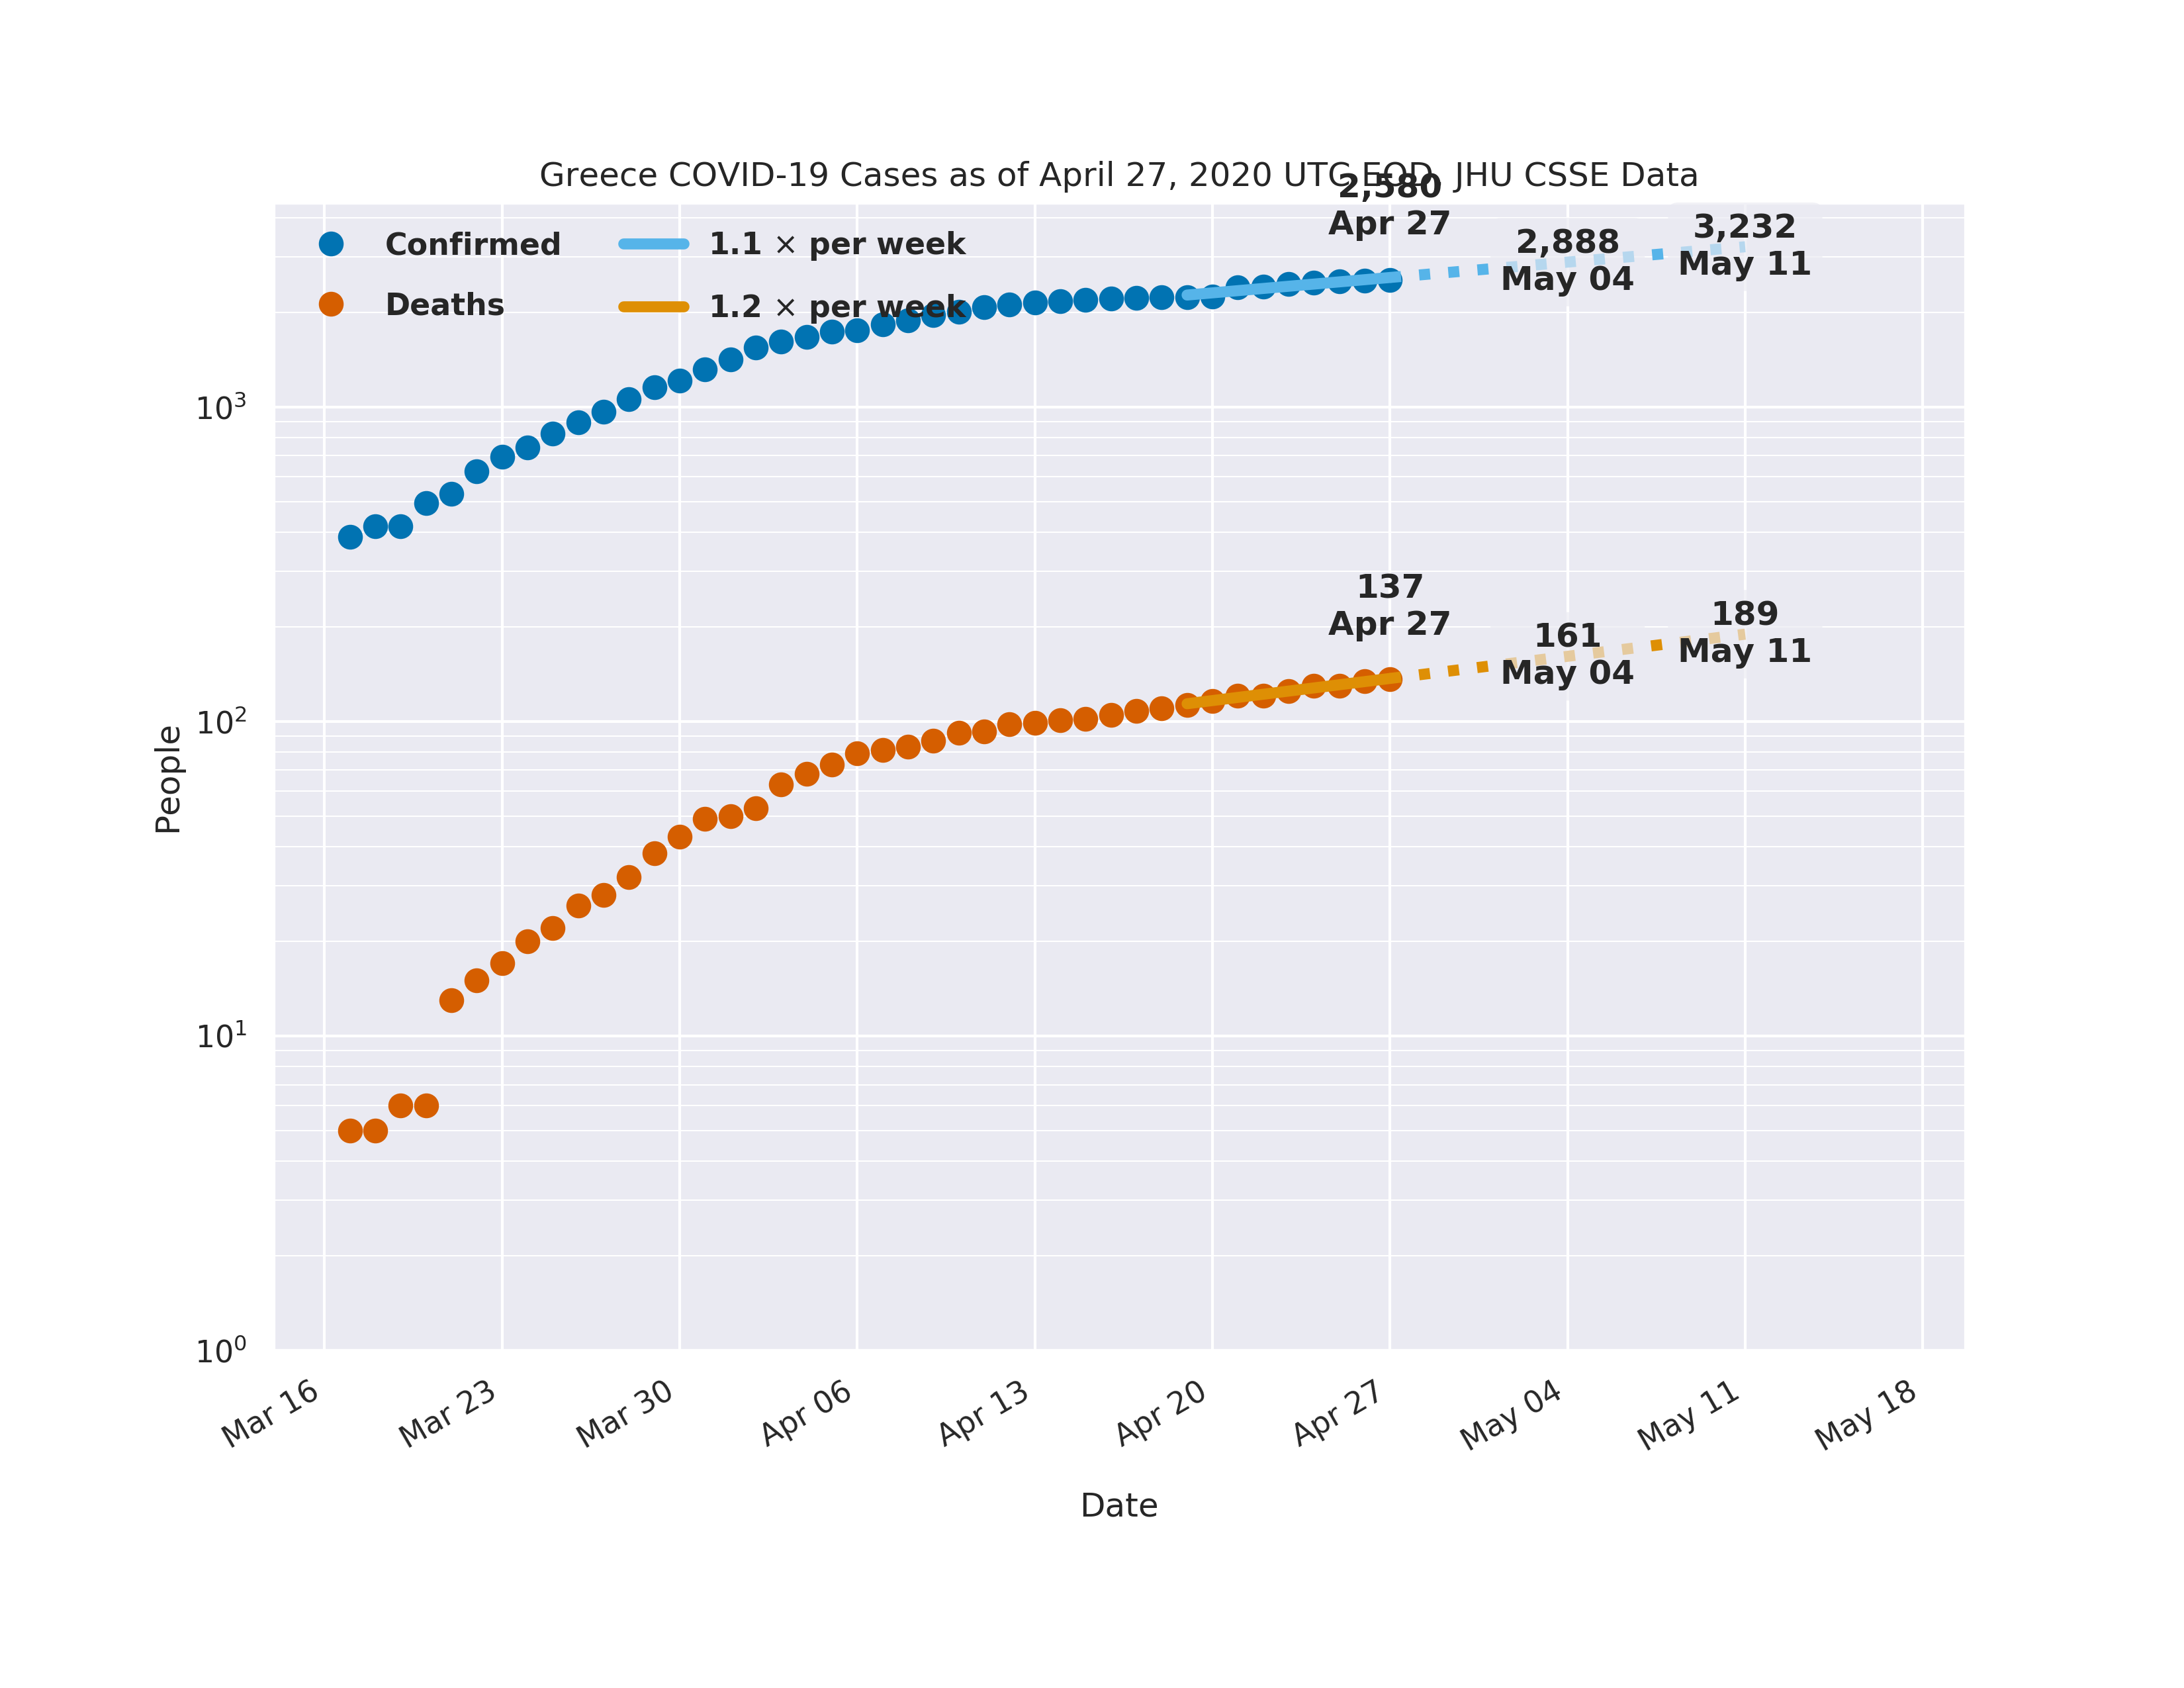 Greece COVID-19 Cases as of April 27, 2020 UTC EOD, JHU CSSE Data
Confirmed
Deaths
1.1 × per week
1.2 × per week
2,580
Apr 27
2,888
May 04
3,232
May 11
137
Apr 27
161
May 04
189
May 11
People
10³
10²
10¹
10⁰
Mar 16
Mar 23
Mar 30
Apr 06
Apr 13
Apr 20
Apr 27
May 04
May 11
May 18
Date